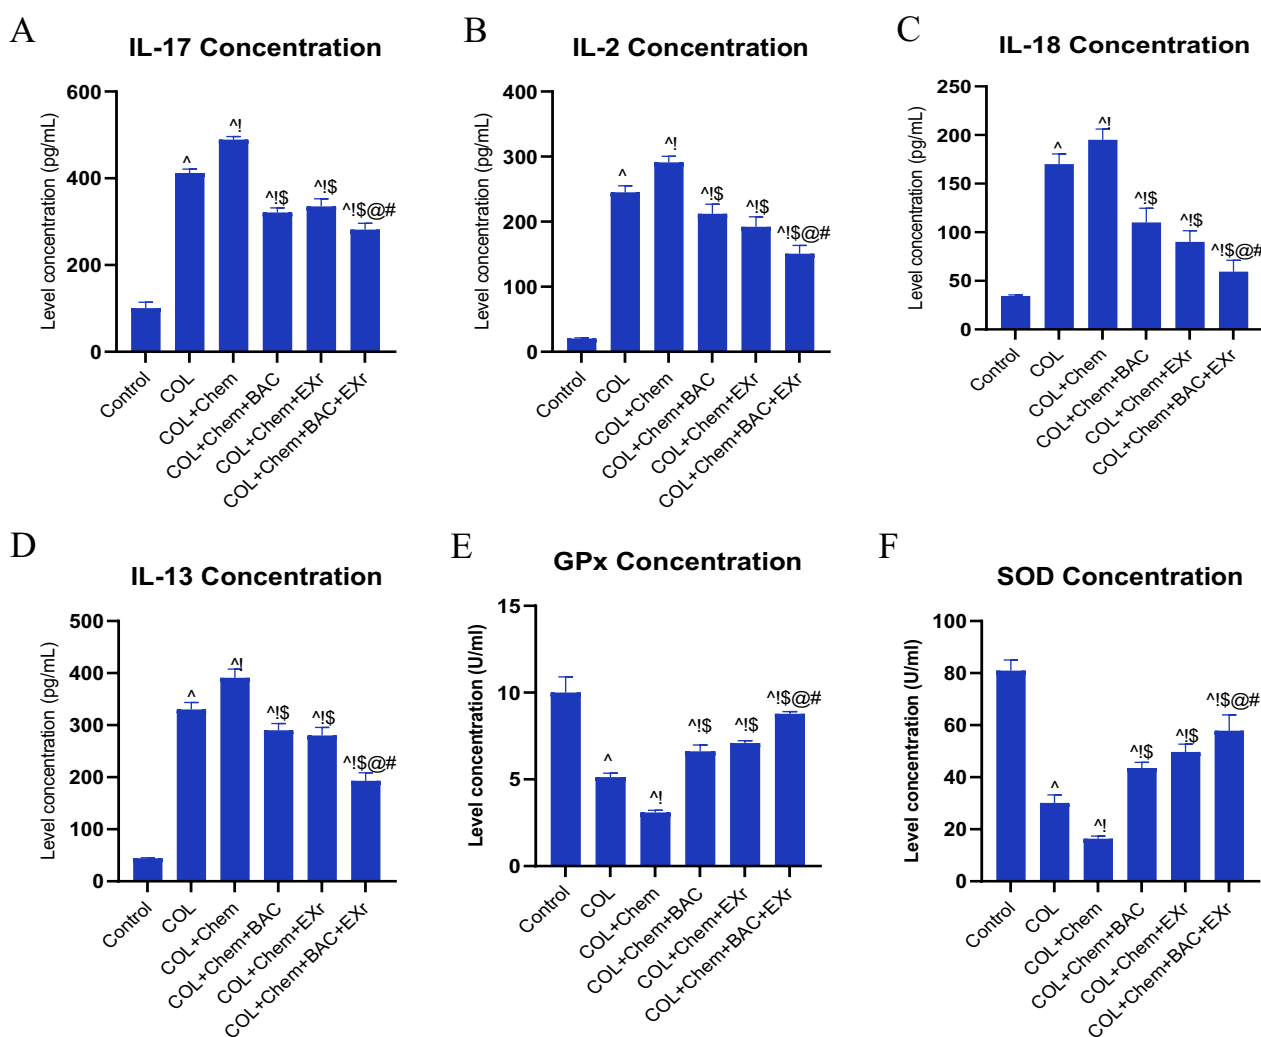 A
IL-17 Concentration
Level concentration (pg/mL)
600
400
200
0
^
^!
^!$
^!$
^!$@#
Control
COL
COL+Chem
COL+Chem+BAC
COL+Chem+EXr
COL+Chem+BAC+EXr
B
IL-2 Concentration
Level concentration (pg/mL)
400
300
200
100
0
^
^!
^!$
^!$
^!$@#
Control
COL
COL+Chem
COL+Chem+BAC
COL+Chem+EXr
COL+Chem+BAC+EXr
C
IL-18 Concentration
Level concentration (pg/mL)
250
200
150
100
50
0
^
^!
^!$
^!$
^!$@#
Control
COL
COL+Chem
COL+Chem+BAC
COL+Chem+EXr
COL+Chem+BAC+EXr
D
IL-13 Concentration
Level concentration (pg/mL)
500
400
300
200
100
0
^
^!
^!$
^!$
^!$@#
Control
COL
COL+Chem
COL+Chem+BAC
COL+Chem+EXr
COL+Chem+BAC+EXr
E
GPx Concentration
Level concentration (U/ml)
15
10
5
0
^
^!
^!$
^!$
^!$@#
Control
COL
COL+Chem
COL+Chem+BAC
COL+Chem+EXr
COL+Chem+BAC+EXr
F
SOD Concentration
Level concentration (U/ml)
100
80
60
40
20
0
^
^!
^!$
^!$
^!$@#
Control
COL
COL+Chem
COL+Chem+BAC
COL+Chem+EXr
COL+Chem+BAC+EXr